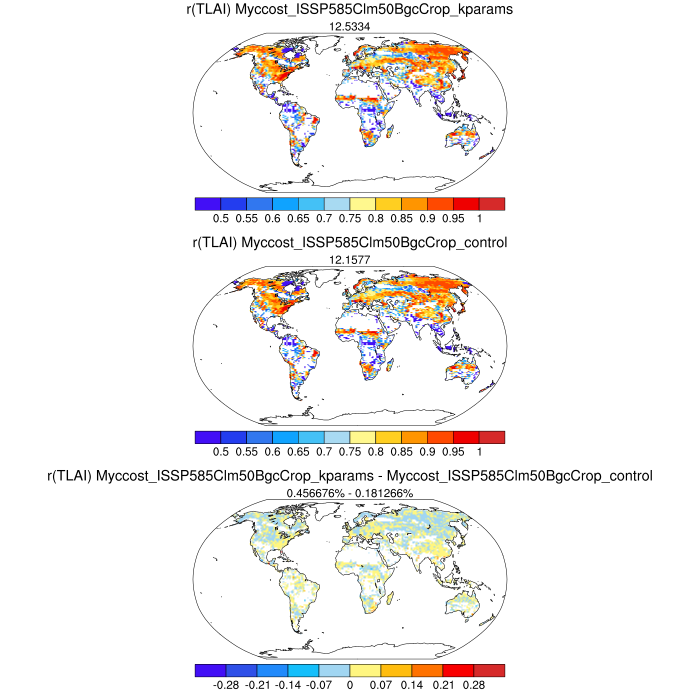 r(TLAI) Myccost_ISSP585Clm50BgcCrop_kparams
12.5334
0.5 0.55 0.6 0.65 0.7 0.75 0.8 0.85 0.9 0.95 1
r(TLAI) Myccost_ISSP585Clm50BgcCrop_control
12.1577
0.5 0.55 0.6 0.65 0.7 0.75 0.8 0.85 0.9 0.95 1
r(TLAI) Myccost_ISSP585Clm50BgcCrop_kparams - Myccost_ISSP585Clm50BgcCrop_control
0.456676% - 0.181266%
-0.28 -0.21 -0.14 -0.07 0 0.07 0.14 0.21 0.28